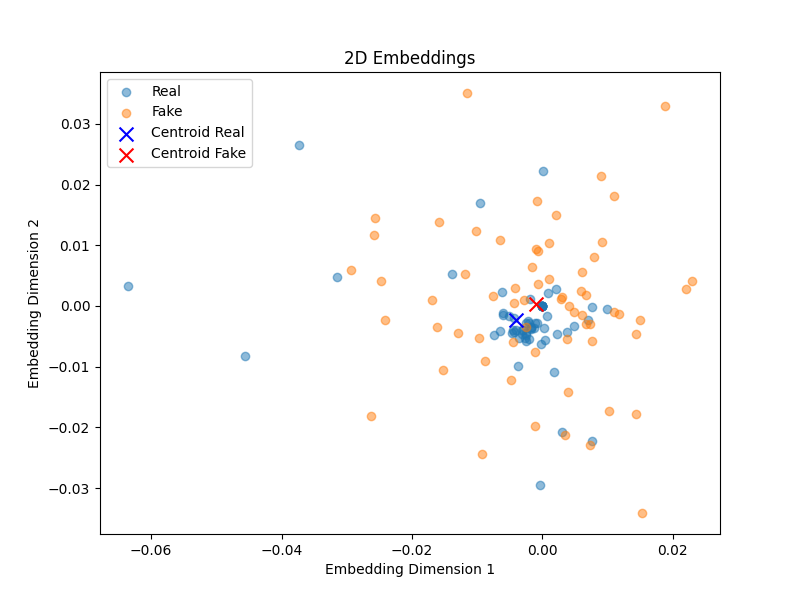 2D Embeddings
Real
Fake
Centroid Real
Centroid Fake
0.03
0.02
0.01
0.00
−0.01
−0.02
−0.03
Embedding Dimension 2
−0.06
−0.04
−0.02
0.00
0.02
Embedding Dimension 1